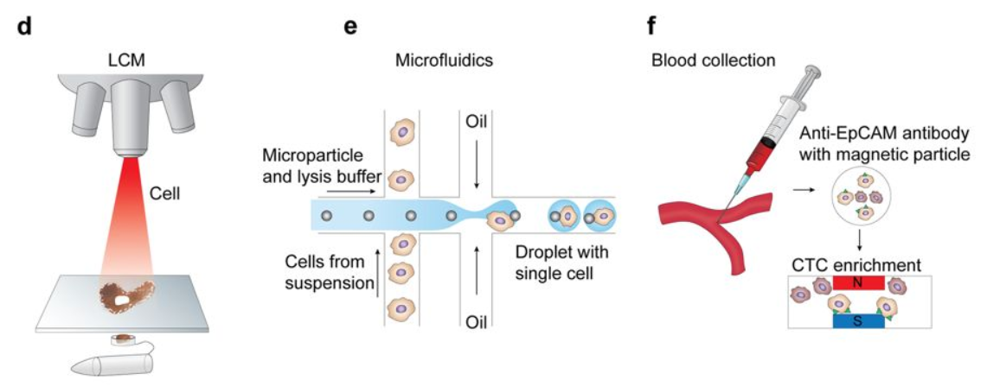 d
LCM
Cell
e
Microfluidics
Oil
Microparticle
and lysis buffer
Cells from
suspension
Droplet with
single cell
Oil
f
Blood collection
Anti-EpCAM antibody
with magnetic particle
CTC enrichment
N
S